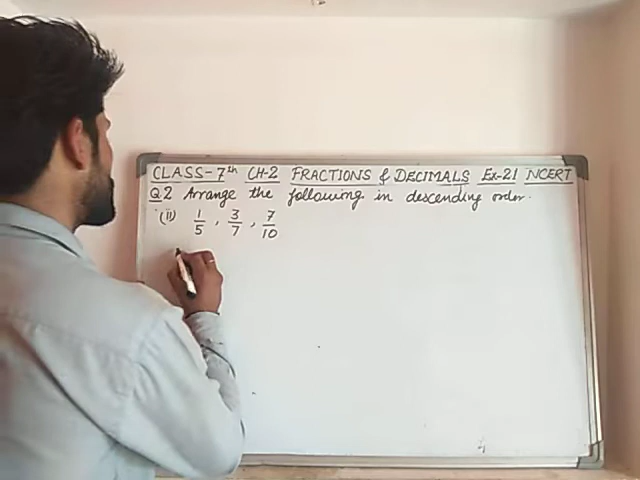 CLASS-7th CH-2 FRACTIONS & DECIMALS Ex-2.1 NCERT
Q.2 Arrange the following in descending order.
(ii) 1/5, 3/7, 7/10